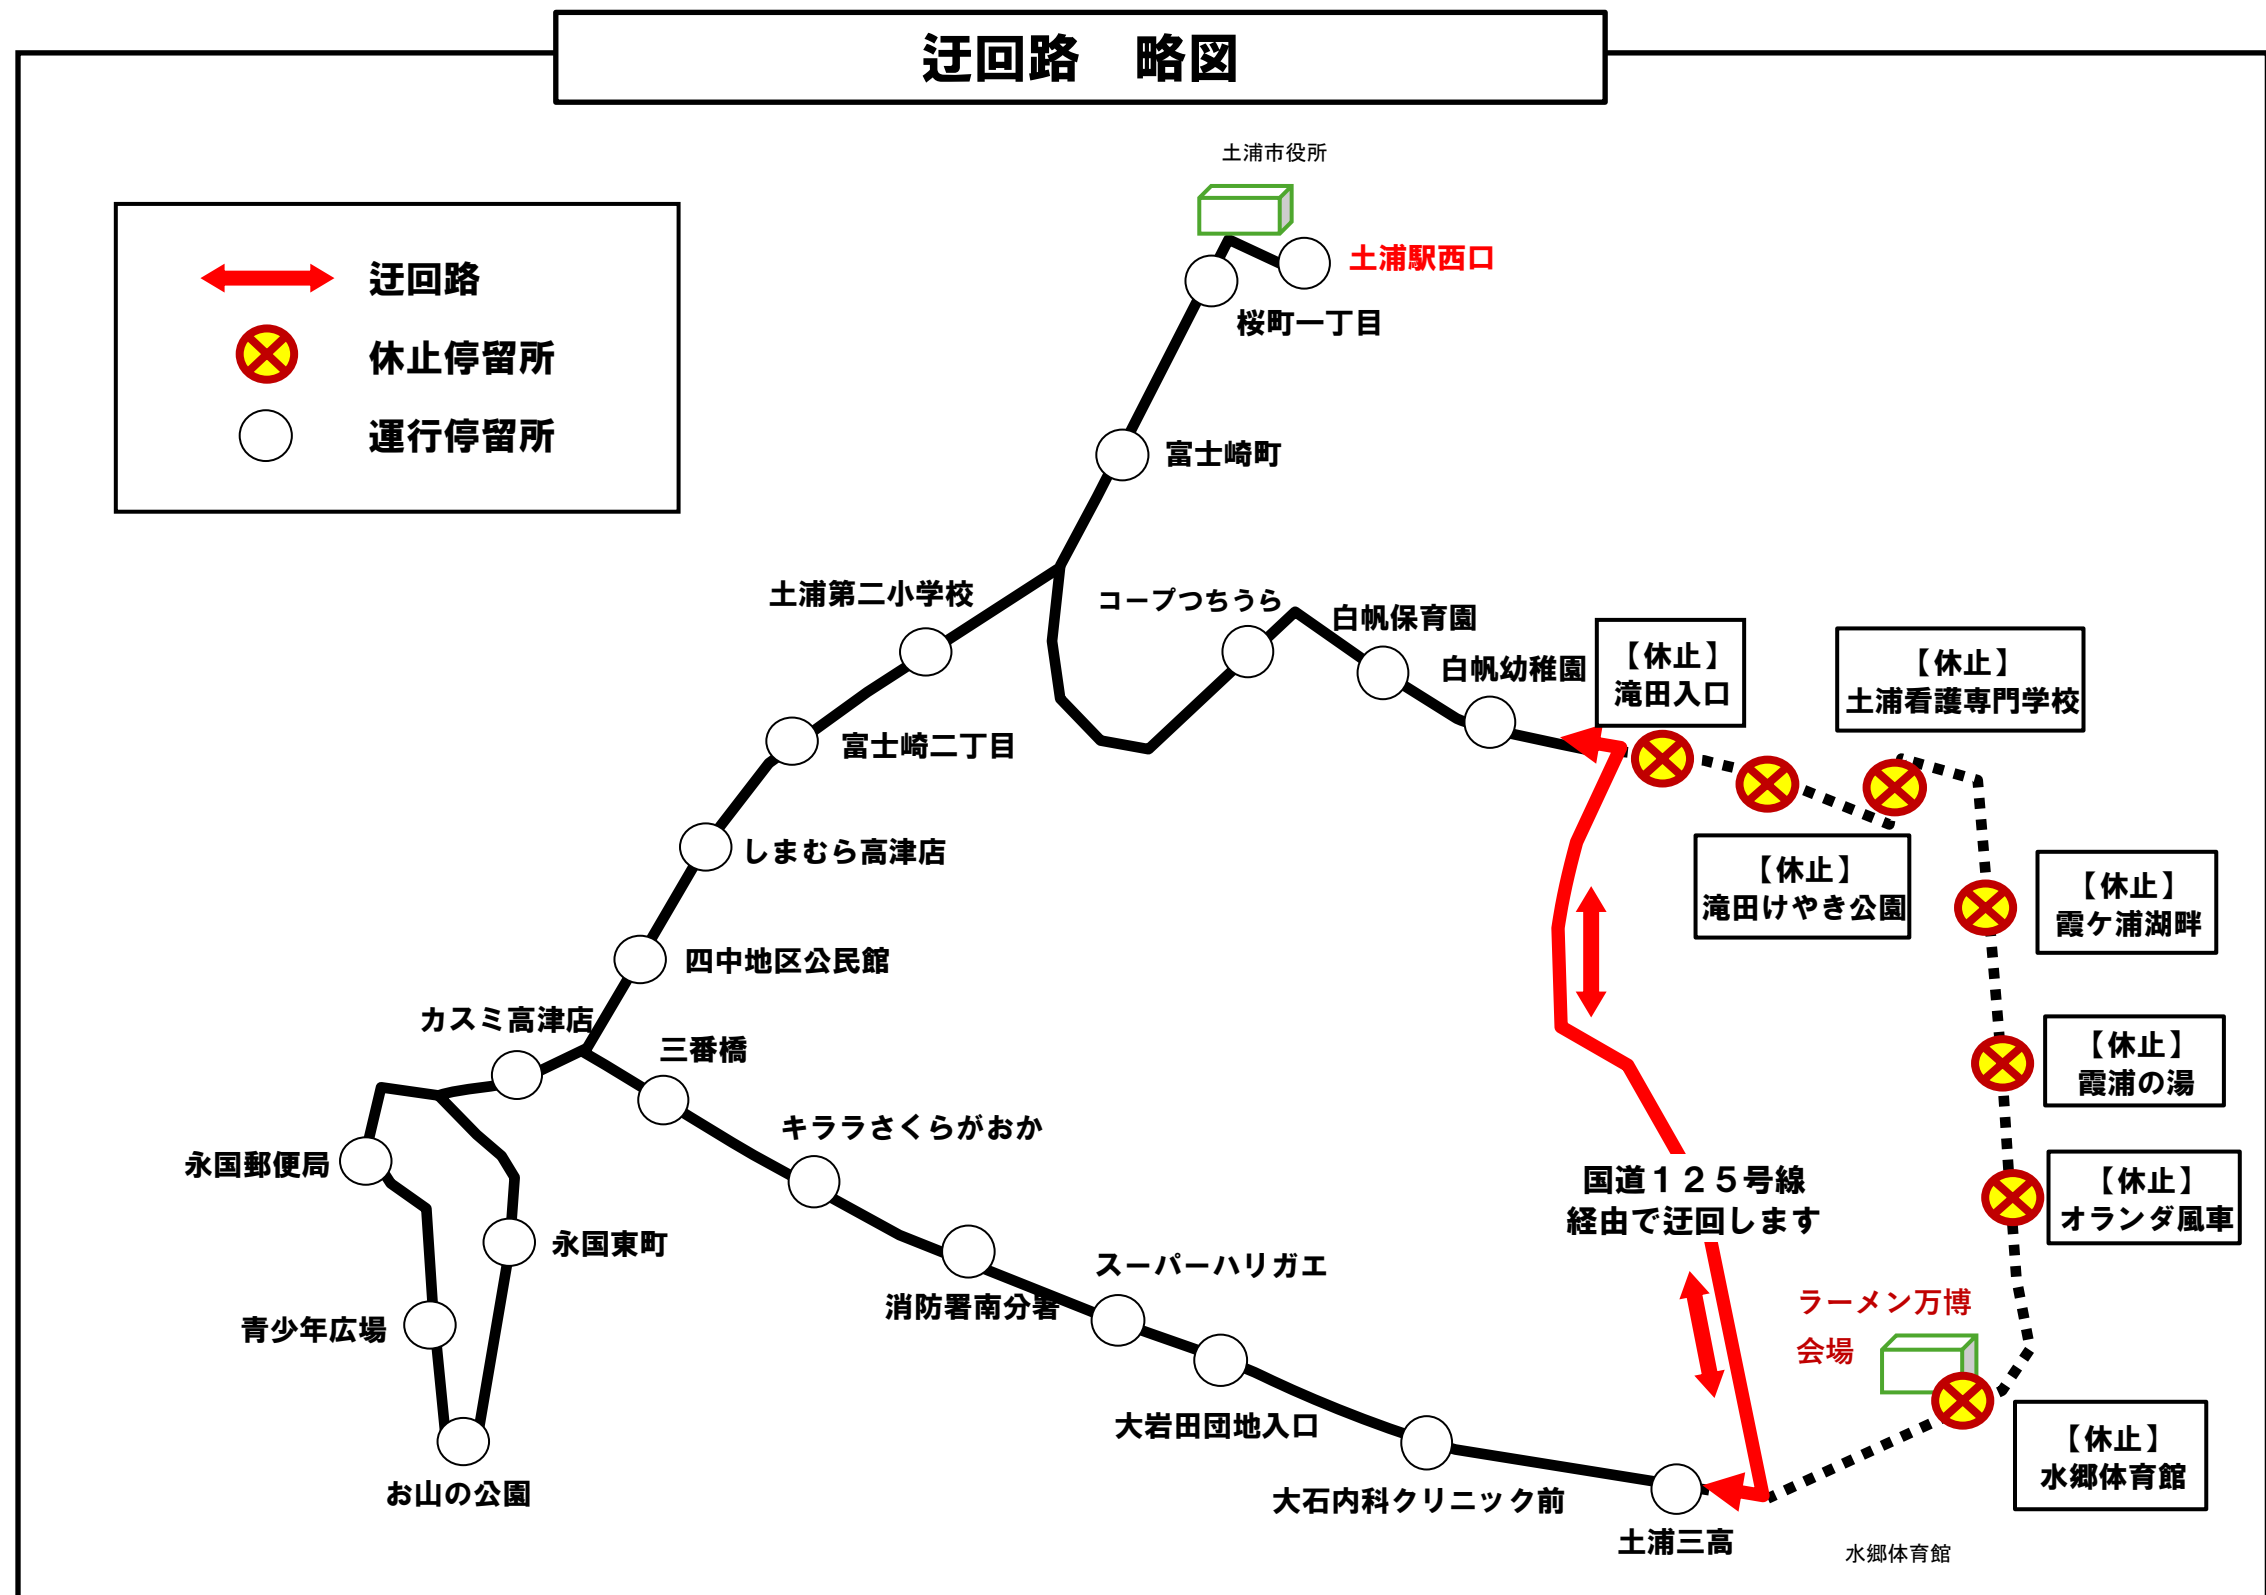 迂回路　略図
土浦市役所
迂回路
休止停留所
運行停留所
土浦駅西口
桜町一丁目
富士崎町
土浦第二小学校
コープつちうら
白帆保育園
白帆幼稚園
【休止】
滝田入口
【休止】
土浦看護専門学校
富士崎二丁目
しまむら高津店
【休止】
滝田けやき公園
【休止】
霞ケ浦湖畔
四中地区公民館
カスミ高津店
三番橋
【休止】
霞浦の湯
キララさくらがおか
永国郵便局
国道１２５号線
経由で迂回します
【休止】
オランダ風車
永国東町
スーパーハリガエ
消防署南分署
ラーメン万博
会場
青少年広場
大岩田団地入口
【休止】
水郷体育館
お山の公園
大石内科クリニック前
土浦三高
水郷体育館